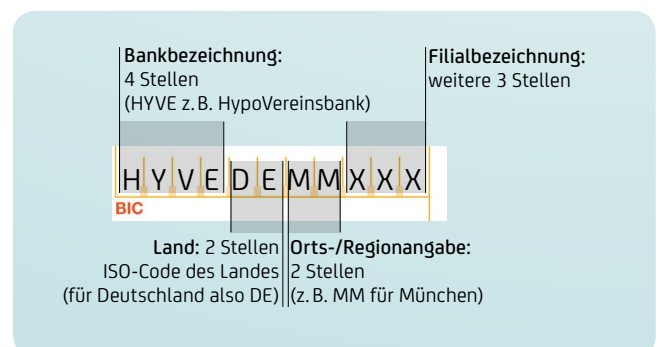 Bankbezeichnung:
4 Stellen
(HYVE z. B. HypoVereinsbank)
Filialbezeichnung:
weitere 3 Stellen
HYVEDEMMXXX
BIC
Land: 2 Stellen
ISO-Code des Landes
(für Deutschland also DE)
Orts-/Regionangabe:
2 Stellen
(z. B. MM für München)